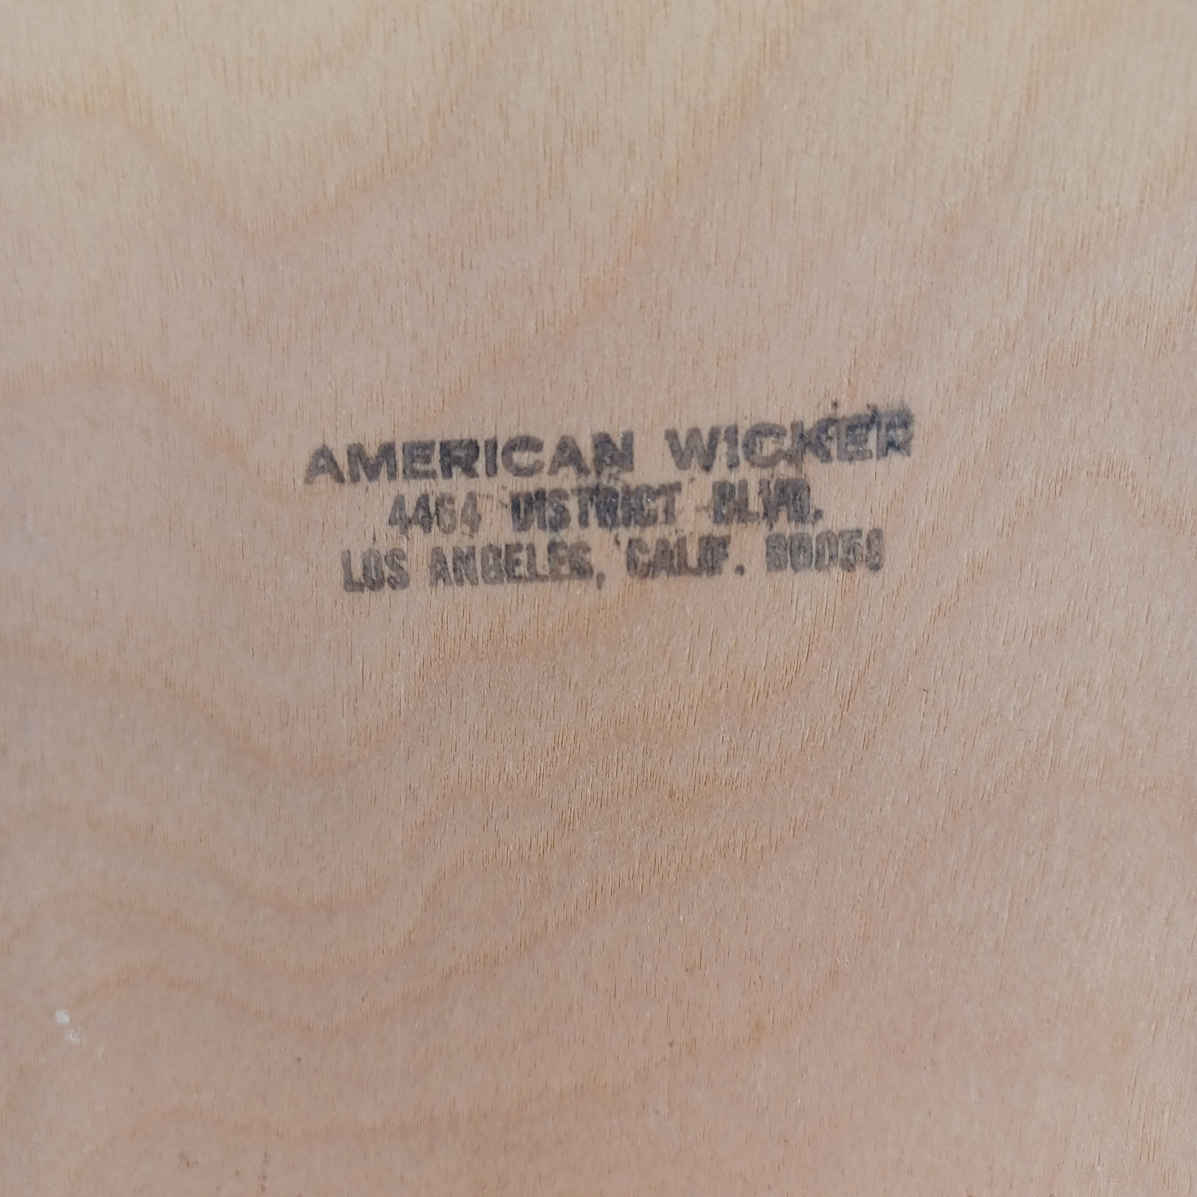 AMERICAN WICKER
4464 DISTRICT BLVD.
LOS ANGELES, CALIF. 90058